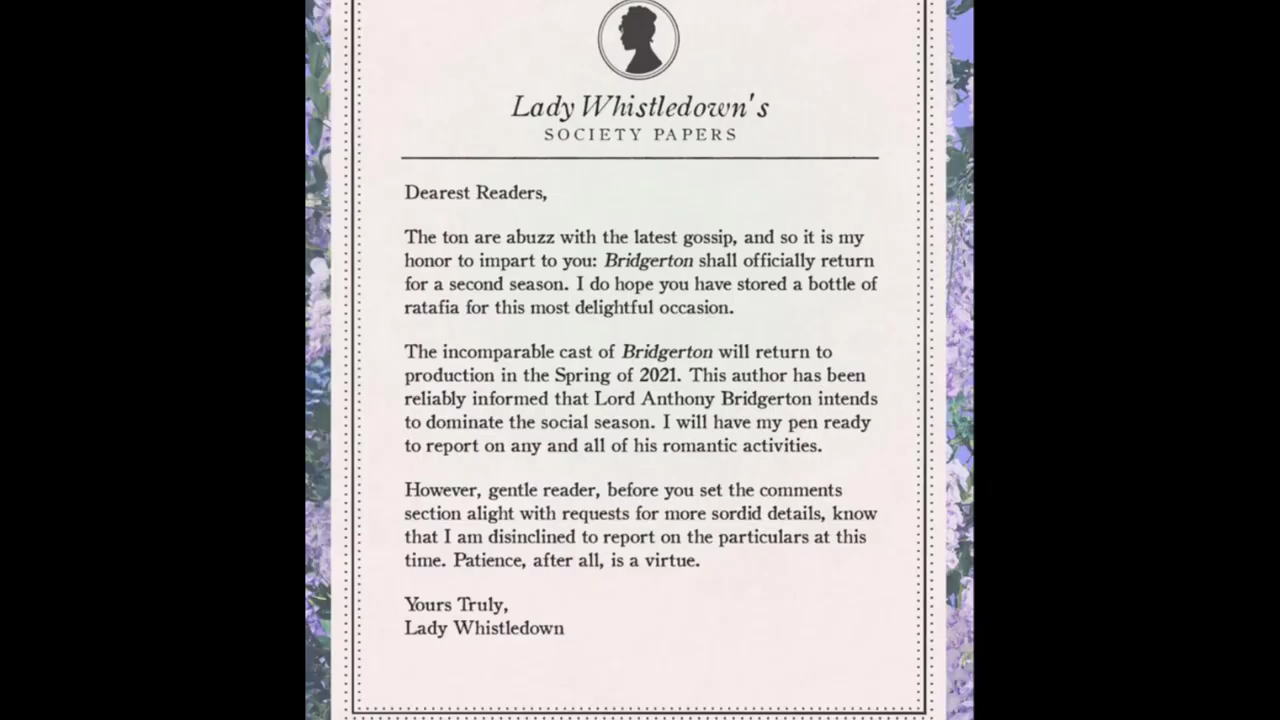 Lady Whistledown's
SOCIETY PAPERS
Dearest Readers,
The ton are abuzz with the latest gossip, and so it is my
honor to impart to you: Bridgerton shall officially return
for a second season. I do hope you have stored a bottle of
ratafia for this most delightful occasion.
The incomparable cast of Bridgerton will return to
production in the Spring of 2021. This author has been
reliably informed that Lord Anthony Bridgerton intends
to dominate the social season. I will have my pen ready
to report on any and all of his romantic activities.
However, gentle reader, before you set the comments
section alight with requests for more sordid details, know
that I am disinclined to report on the particulars at this
time. Patience, after all, is a virtue.
Yours Truly,
Lady Whistledown